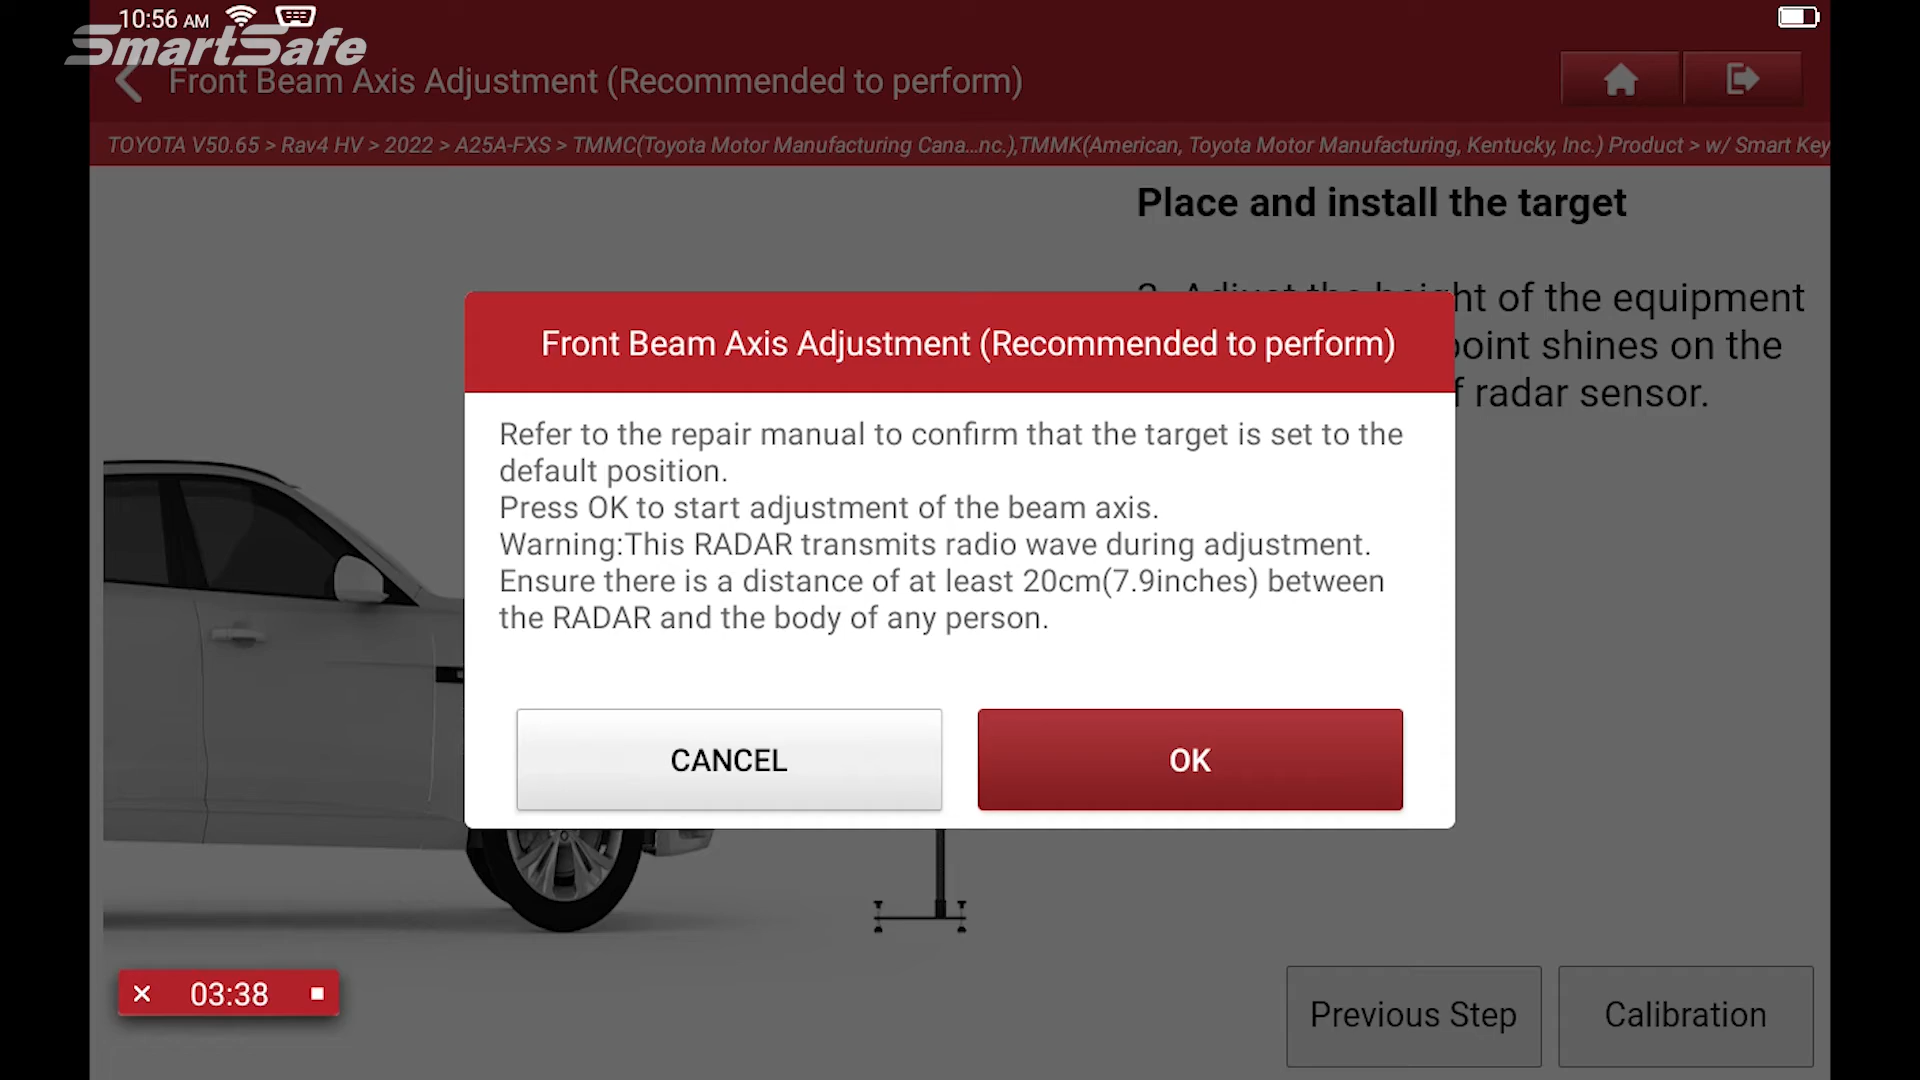 10:56 AM
SmartSafe
Front Beam Axis Adjustment (Recommended to perform)
TOYOTA V50.65 > Rav4 HV > 2022 > A25A-FXS > TMMC(Toyota Motor Manufacturing Cana...nc.),TMMK(American, Toyota Motor Manufacturing, Kentucky, Inc.) Product > w/ Smart Key
Place and install the target
ht of the equipment
point shines on the
f radar sensor.
Front Beam Axis Adjustment (Recommended to perform)
Refer to the repair manual to confirm that the target is set to the
default position.
Press OK to start adjustment of the beam axis.
Warning:This RADAR transmits radio wave during adjustment.
Ensure there is a distance of at least 20cm(7.9inches) between
the RADAR and the body of any person.
CANCEL
OK
03:38
Previous Step
Calibration